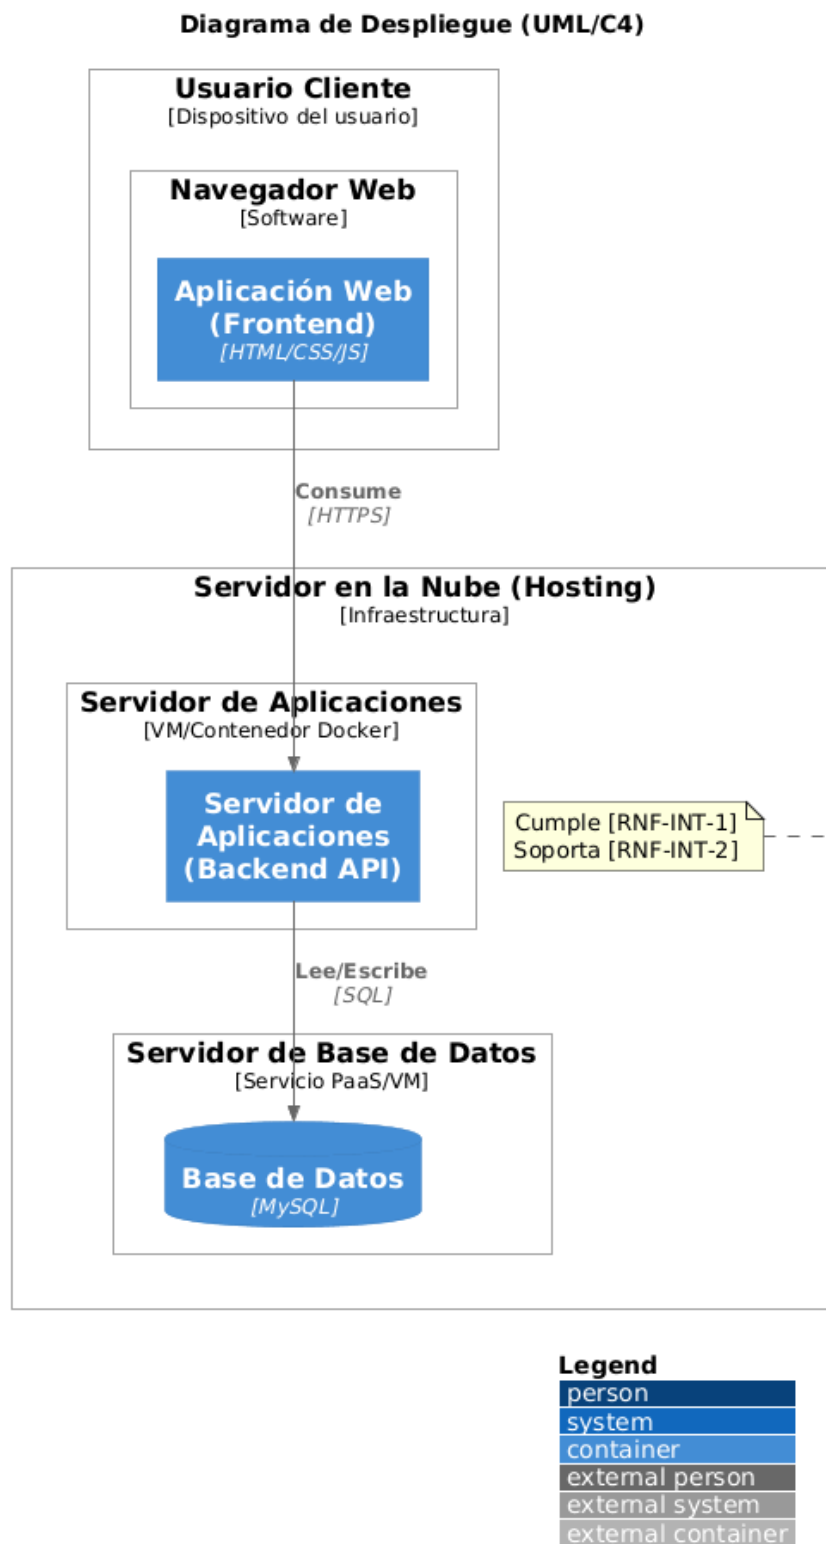 Diagrama de Despliegue (UML/C4)
Usuario Cliente
[Dispositivo del usuario]
Navegador Web
[Software]
Aplicación Web
(Frontend)
[HTML/CSS/JS]
Consume
[HTTPS]
Servidor en la Nube (Hosting)
[Infraestructura]
Servidor de Aplicaciones
[VM/Contenedor Docker]
Servidor de
Aplicaciones
(Backend API)
Cumple [RNF-INT-1]
Soporta [RNF-INT-2]
Lee/Escribe
[SQL]
Servidor de Base de Datos
[Servicio PaaS/VM]
Base de Datos
[MySQL]
Legend
person
system
container
external person
external system
external container